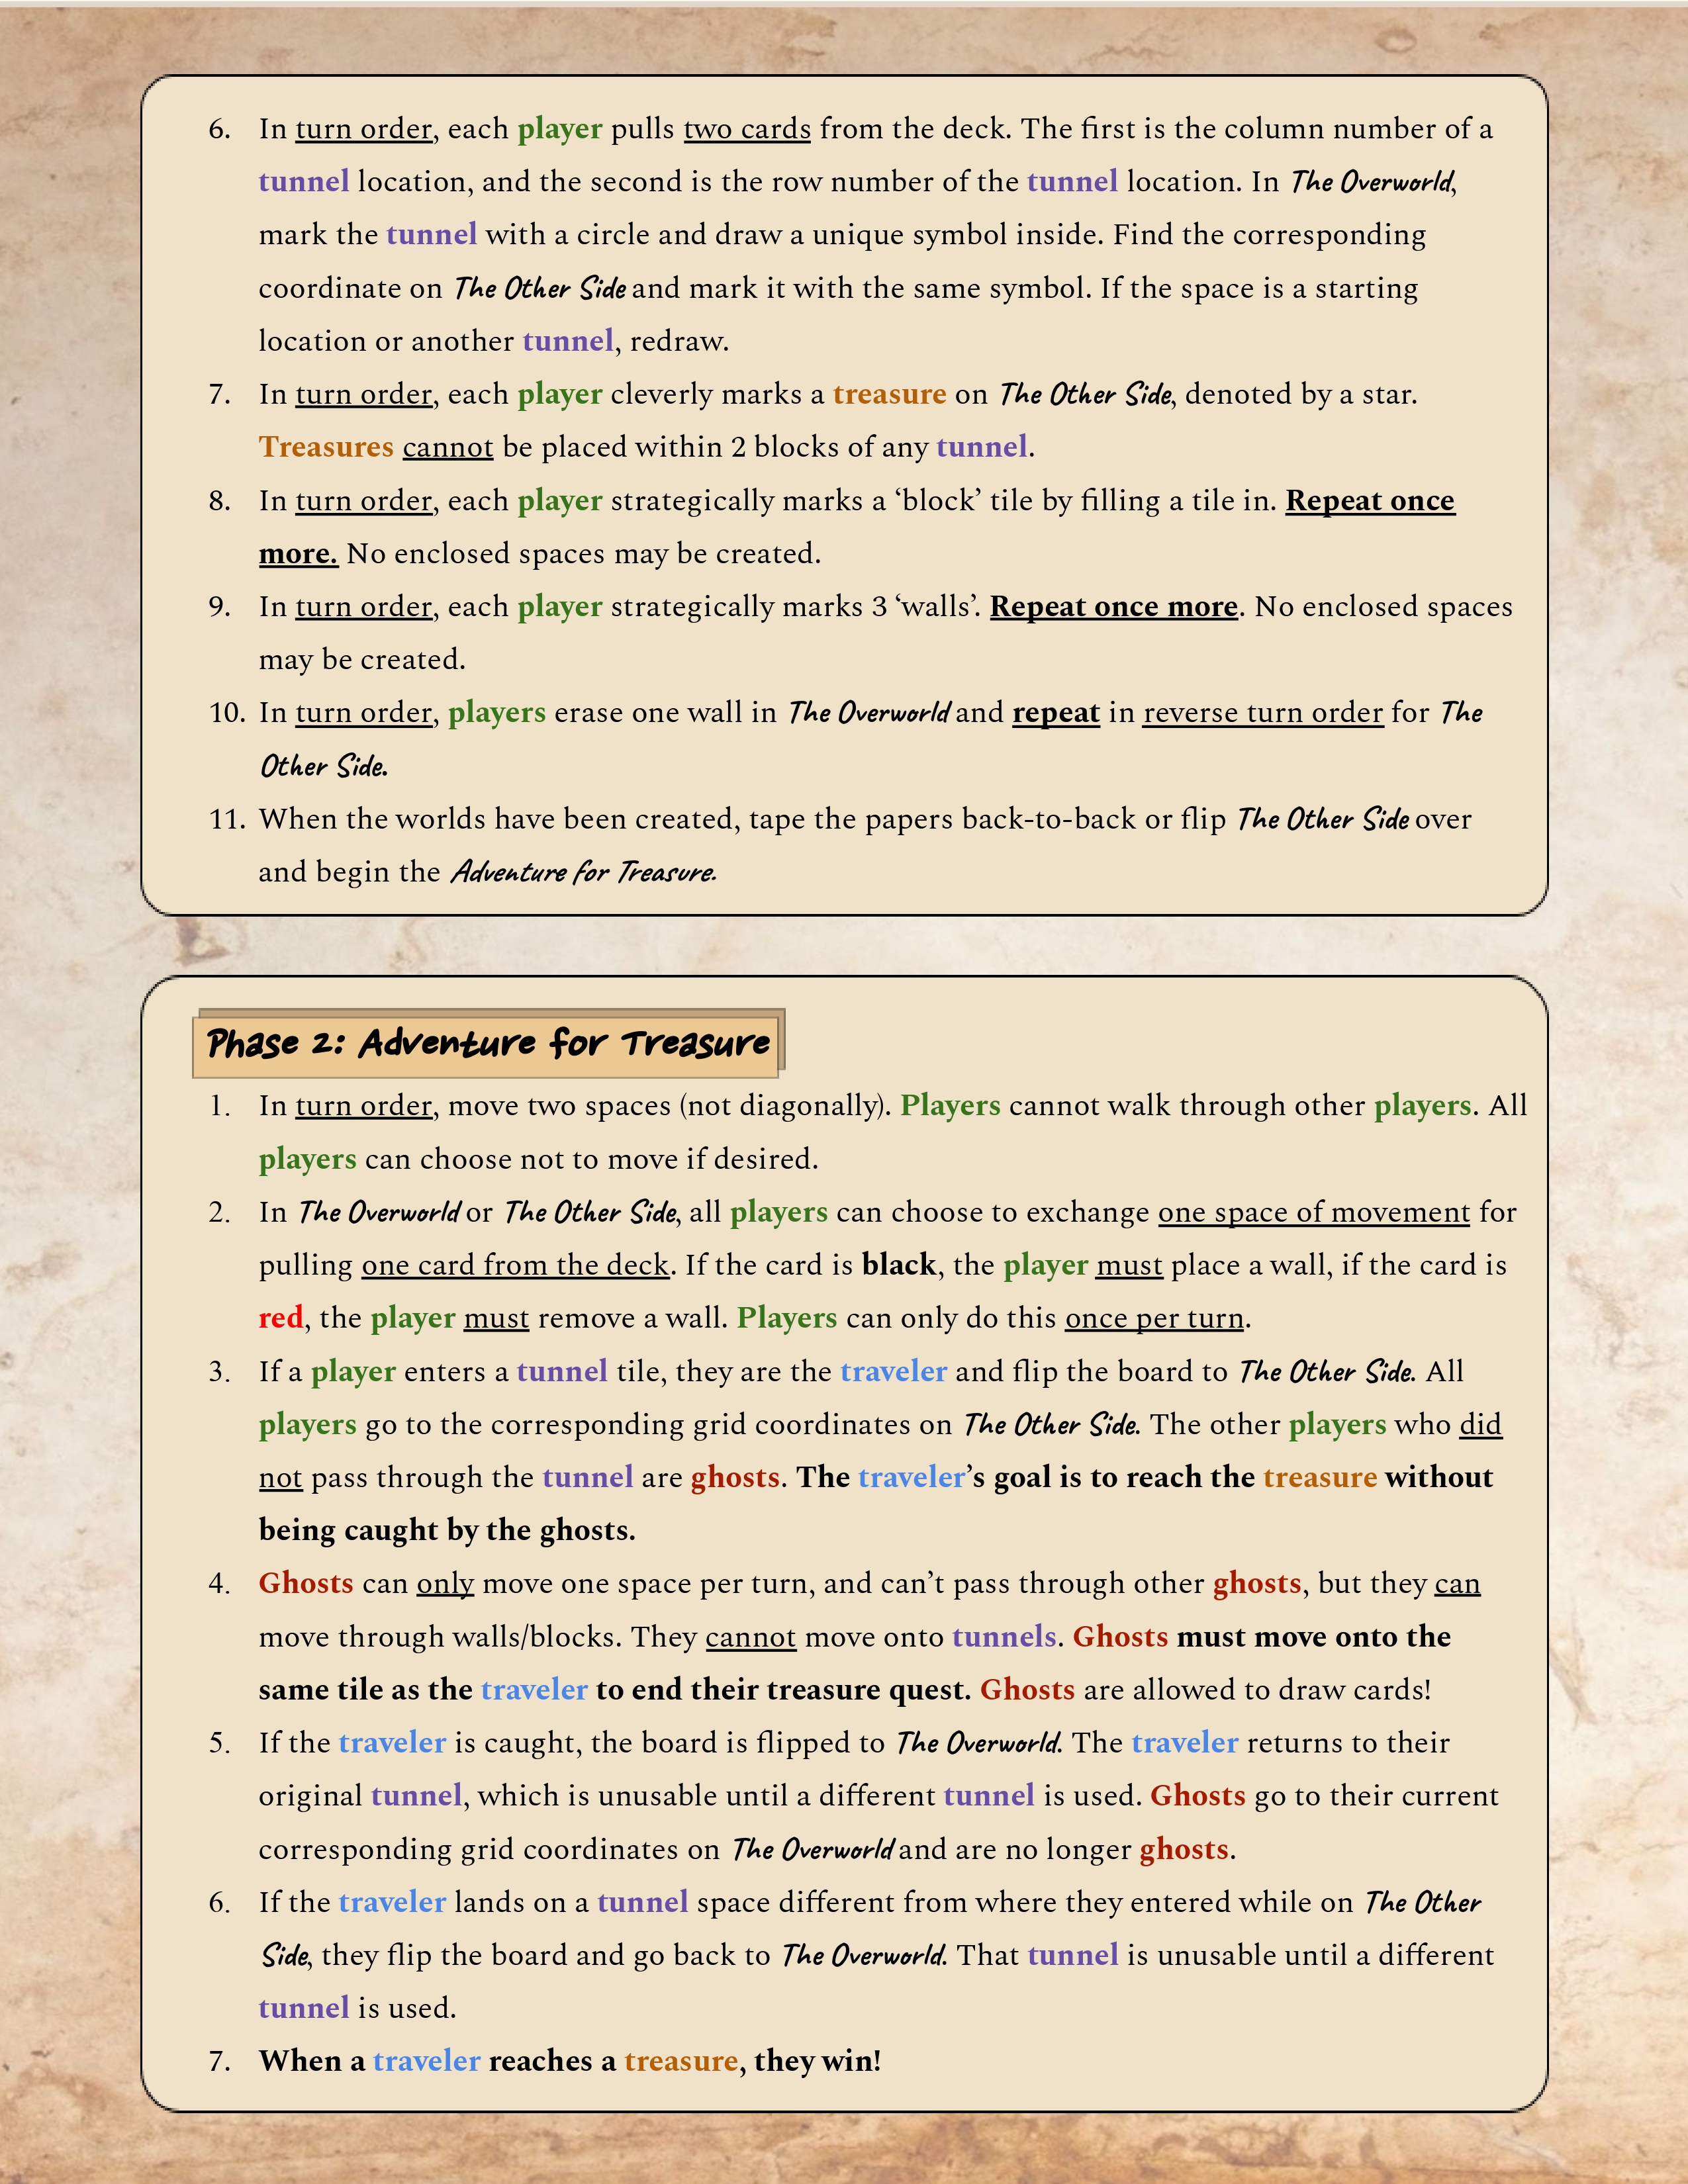 6. In turn order, each player pulls two cards from the deck. The first is the column number of a
tunnel location, and the second is the row number of the tunnel location. In The Overworld,
mark the tunnel with a circle and draw a unique symbol inside. Find the corresponding
coordinate on The Other Side and mark it with the same symbol. If the space is a starting
location or another tunnel, redraw.
7. In turn order, each player cleverly marks a treasure on The Other Side, denoted by a star.
Treasures cannot be placed within 2 blocks of any tunnel.
8. In turn order, each player strategically marks a ‘block’ tile by filling a tile in. Repeat once
more. No enclosed spaces may be created.
9. In turn order, each player strategically marks 3 ‘walls’. Repeat once more. No enclosed spaces
may be created.
10. In turn order, players erase one wall in The Overworld and repeat in reverse turn order for The
Other Side.
11. When the worlds have been created, tape the papers back-to-back or flip The Other Side over
and begin the Adventure for Treasure.
Phase 2: Adventure for Treasure
1. In turn order, move two spaces (not diagonally). Players cannot walk through other players. All
players can choose not to move if desired.
2. In The Overworld or The Other Side, all players can choose to exchange one space of movement for
pulling one card from the deck. If the card is black, the player must place a wall, if the card is
red, the player must remove a wall. Players can only do this once per turn.
3. If a player enters a tunnel tile, they are the traveler and flip the board to The Other Side. All
players go to the corresponding grid coordinates on The Other Side. The other players who did
not pass through the tunnel are ghosts. The traveler’s goal is to reach the treasure without
being caught by the ghosts.
4. Ghosts can only move one space per turn, and can’t pass through other ghosts, but they can
move through walls/blocks. They cannot move onto tunnels. Ghosts must move onto the
same tile as the traveler to end their treasure quest. Ghosts are allowed to draw cards!
5. If the traveler is caught, the board is flipped to The Overworld. The traveler returns to their
original tunnel, which is unusable until a different tunnel is used. Ghosts go to their current
corresponding grid coordinates on The Overworld and are no longer ghosts.
6. If the traveler lands on a tunnel space different from where they entered while on The Other
Side, they flip the board and go back to The Overworld. That tunnel is unusable until a different
tunnel is used.
7. When a traveler reaches a treasure, they win!